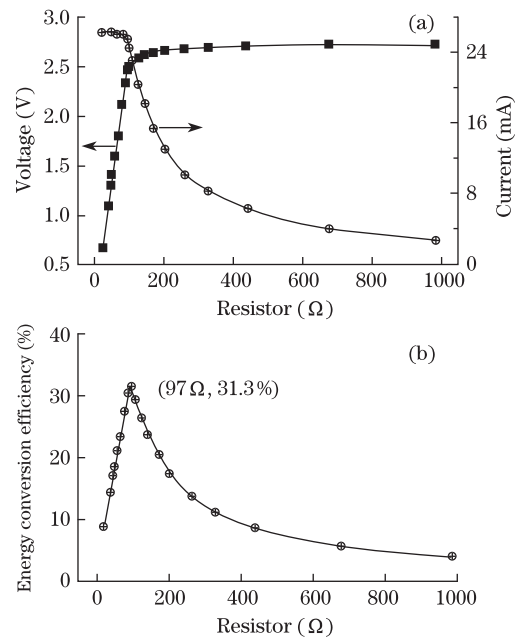 (a)
3.0
2.5
2.0
1.5
1.0
0.5
Voltage (V)
24
16
8
0
Current (mA)
0 200 400 600 800 1000
Resistor (Ω)
(b)
40
30
20
10
0
Energy conversion efficiency (%)
(97 Ω, 31.3%)
0 200 400 600 800 1000
Resistor (Ω)